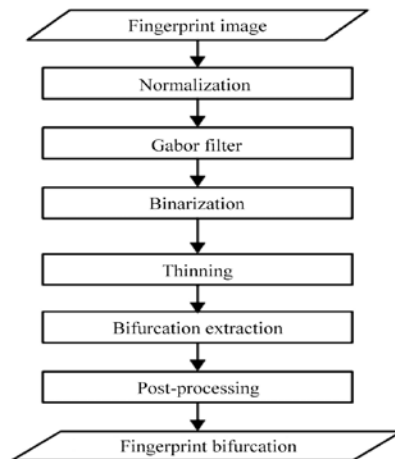 Fingerprint image
Normalization
Gabor filter
Binarization
Thinning
Bifurcation extraction
Post-processing
Fingerprint bifurcation